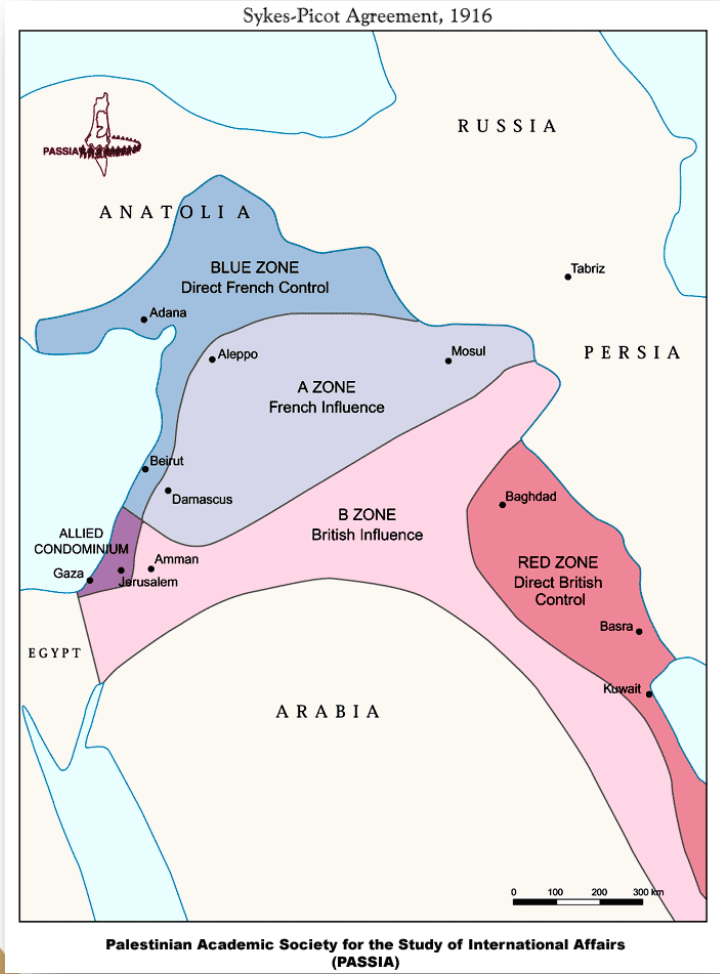 Sykes-Picot Agreement, 1916
RUSSIA
PASSIA
ANATOLIA
BLUE ZONE
Direct French Control
Tabriz
Adana
Aleppo
Mosul
PERSIA
A ZONE
French Influence
Beirut
Damascus
Baghdad
B ZONE
British Influence
ALLIED
CONDOMINIUM
Amman
Gaza
Jerusalem
RED ZONE
Direct British
Control
Basra
EGYPT
Kuwait
ARABIA
0 100 200 300 km
Palestinian Academic Society for the Study of International Affairs
(PASSIA)